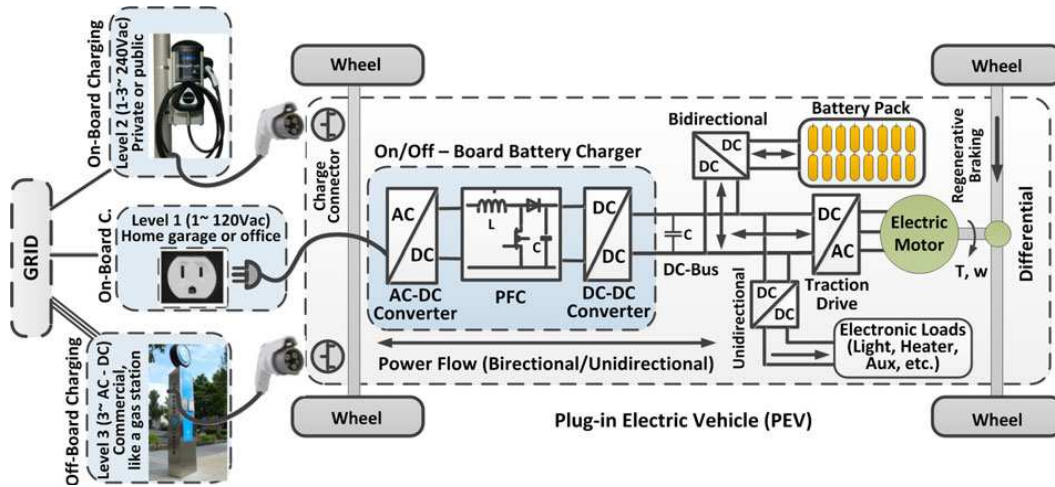 On-Board Charging
Level 2 (1-3~ 240Vac)
Private or public
GRID
On-Board C.
Level 1 (1~ 120Vac)
Home garage or office
Off-Board Charging
Level 3 (3~ AC - DC)
Commercial,
like a gas station
Wheel
Wheel
Charge
Connector
On/Off – Board Battery Charger
AC
DC
L
C
DC
DC
AC-DC
Converter
PFC
DC-DC
Converter
Power Flow (Birectional/Unidirectional)
C
DC-Bus
Bidirectional
DC
DC
Battery Pack
DC
AC
Traction
Drive
Electric
Motor
T, w
Regenerative
Braking
Differential
Unidirectional
DC
DC
Electronic Loads
(Light, Heater,
Aux, etc.)
Wheel
Wheel
Plug-in Electric Vehicle (PEV)